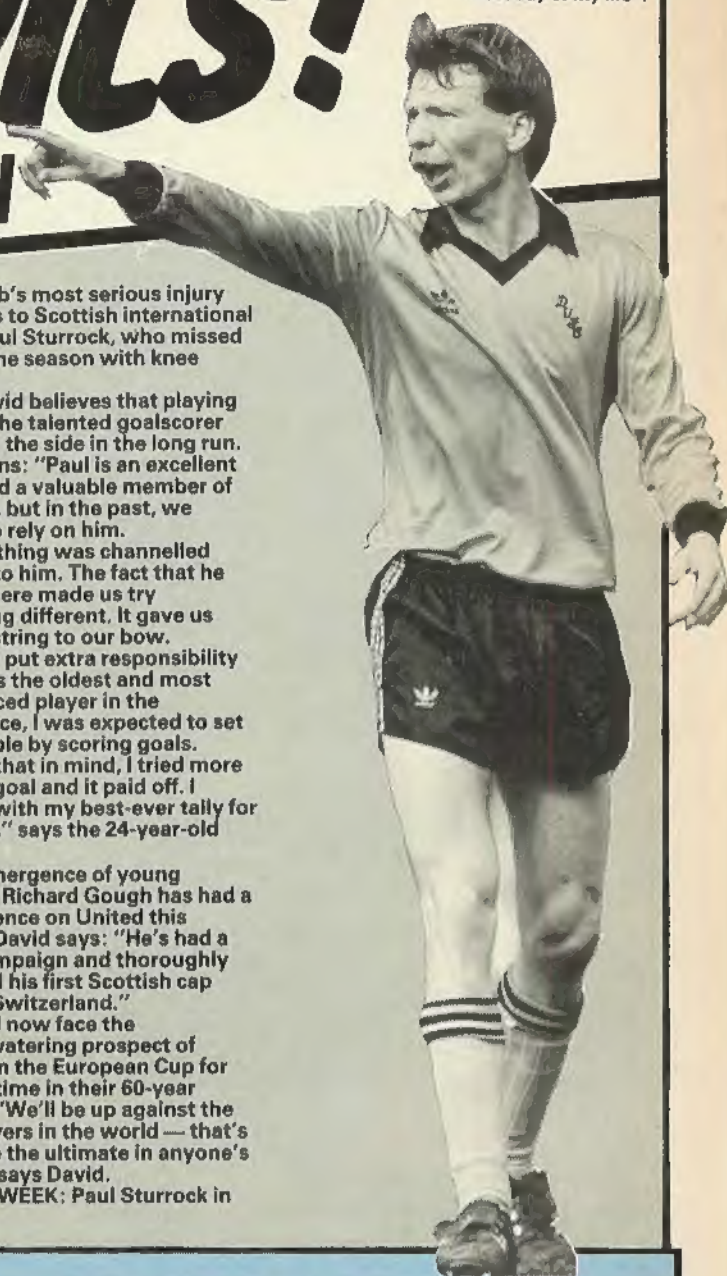 ILS!
b's most serious injury
s to Scottish international
ul Sturrock, who missed
he season with knee
vid believes that playing
he talented goalscorer
the side in the long run.
ns: "Paul is an excellent
d a valuable member of
, but in the past, we
o rely on him.
thing was channelled
to him. The fact that he
ere made us try
g different. It gave us
string to our bow.
put extra responsibility
s the oldest and most
ced player in the
ce, I was expected to set
ple by scoring goals.
that in mind, I tried more
goal and it paid off. I
with my best-ever tally for
," says the 24-year-old
nergence of young
Richard Gough has had a
ence on United this
David says: "He's had a
mpaign and thoroughly
d his first Scottish cap
Switzerland."
d now face the
watering prospect of
n the European Cup for
time in their 60-year
"We'll be up against the
yers in the world — that's
e the ultimate in anyone's
says David.
WEEK: Paul Sturrock in